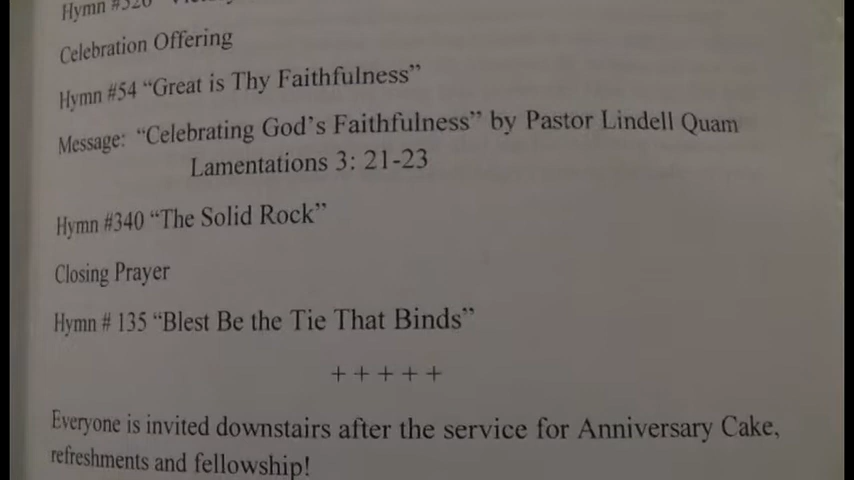 Hymn #320
Celebration Offering
Hymn #54 “Great is Thy Faithfulness”
Message: “Celebrating God’s Faithfulness” by Pastor Lindell Quam
Lamentations 3: 21-23
Hymn #340 “The Solid Rock”
Closing Prayer
Hymn # 135 “Blest Be the Tie That Binds”
+ + + + +
Everyone is invited downstairs after the service for Anniversary Cake,
refreshments and fellowship!